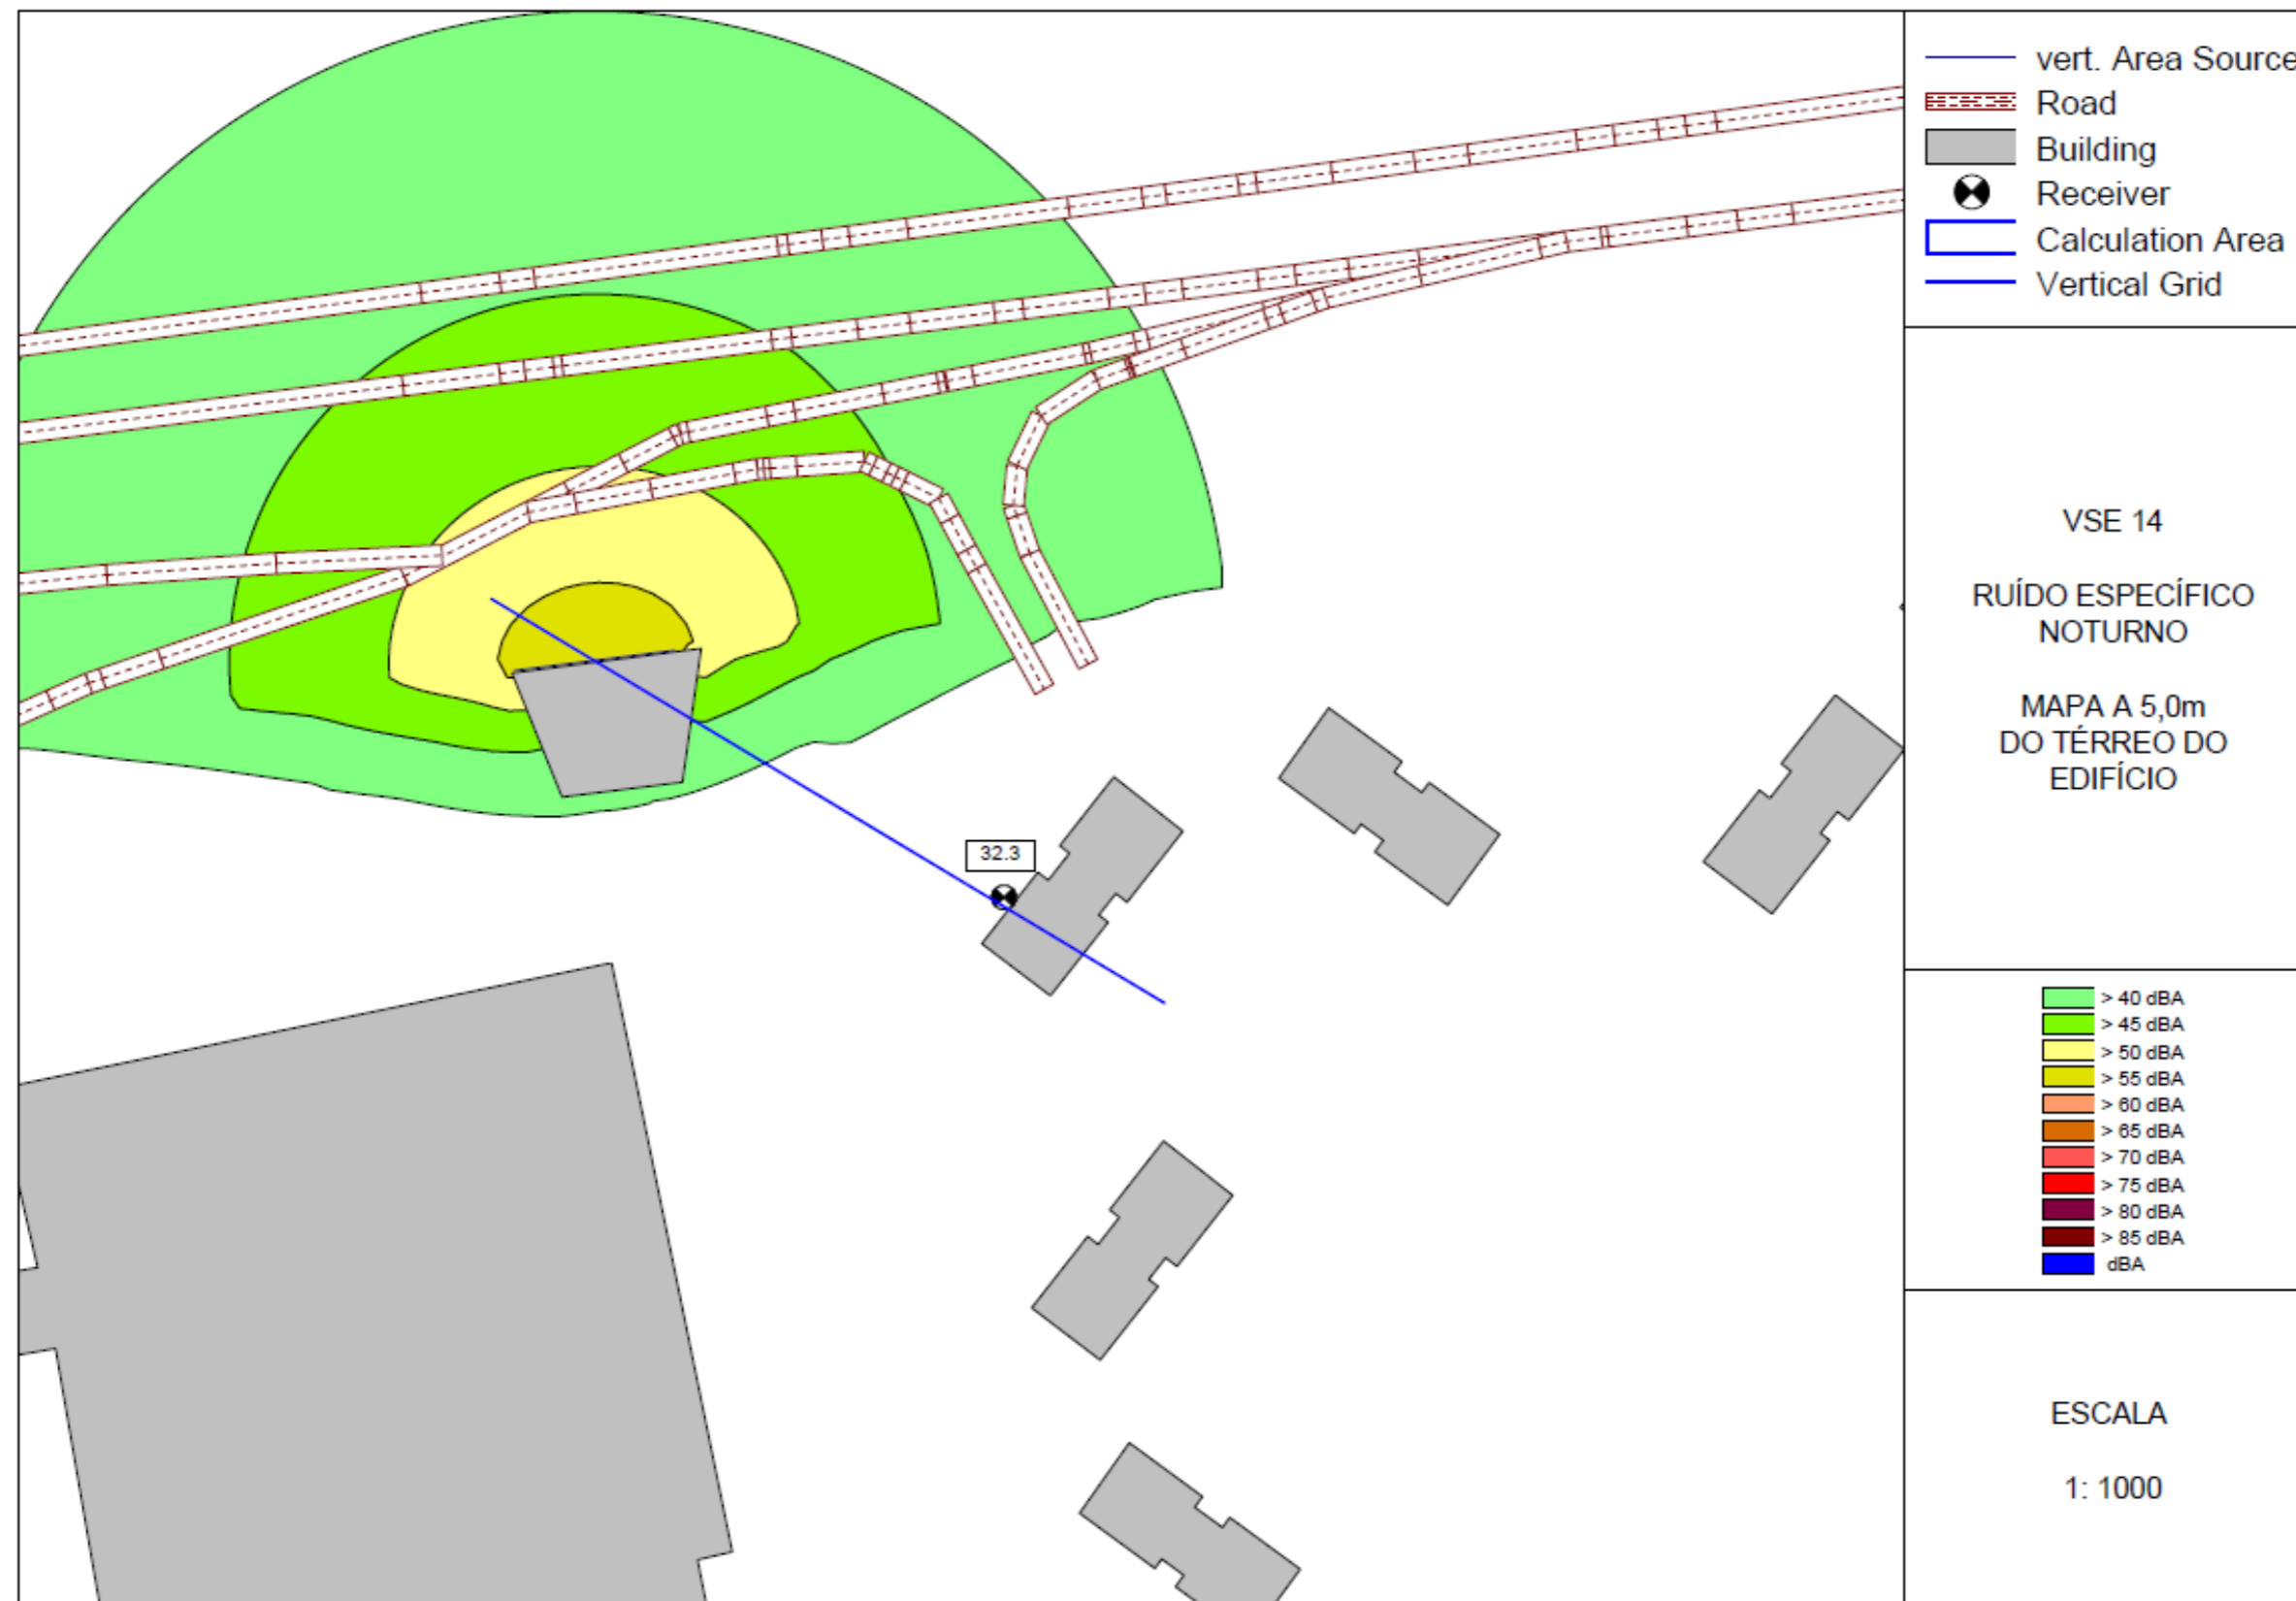 vert. Area Source
Road
Building
Receiver
Calculation Area
Vertical Grid
VSE 14
RUÍDO ESPECÍFICO
NOTURNO
MAPA A 5,0m
DO TÉRREO DO
EDIFÍCIO
32.3
> 40 dBA
> 45 dBA
> 50 dBA
> 55 dBA
> 60 dBA
> 65 dBA
> 70 dBA
> 75 dBA
> 80 dBA
> 85 dBA
dBA
ESCALA
1: 1000